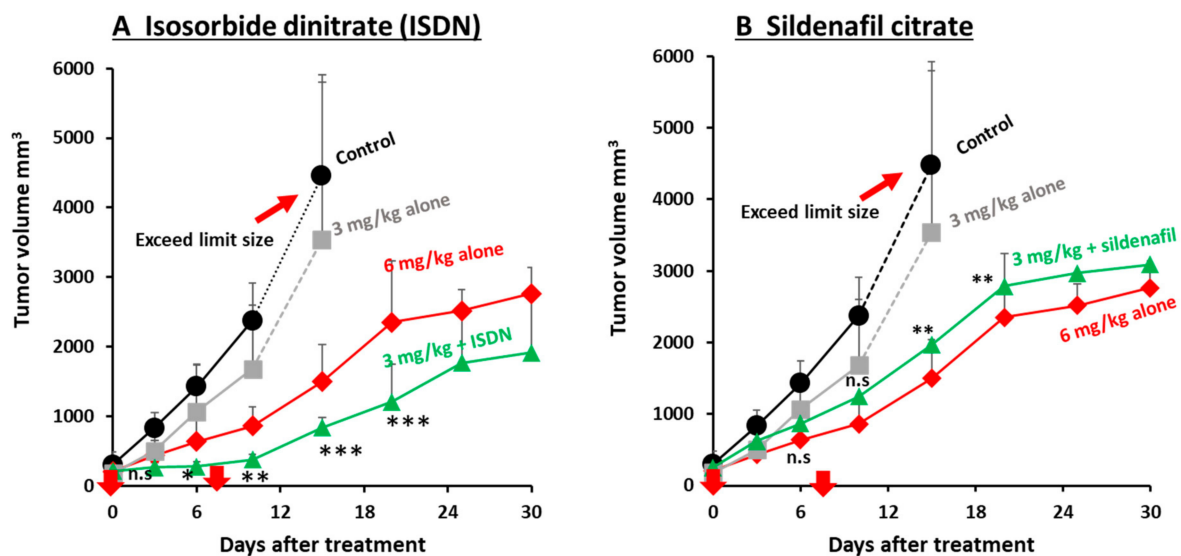 A Isosorbide dinitrate (ISDN)
6000
5000
4000
3000
2000
1000
0
Tumor volume mm³
Control
Exceed limit size
3 mg/kg alone
6 mg/kg alone
3 mg/kg + ISDN
n.s
*
**
***
***
0
6
12
18
24
30
Days after treatment
B Sildenafil citrate
6000
5000
4000
3000
2000
1000
0
Tumor volume mm³
Control
Exceed limit size
3 mg/kg alone
3 mg/kg + sildenafil
6 mg/kg alone
**
**
n.s
n.s
0
6
12
18
24
30
Days after treatment